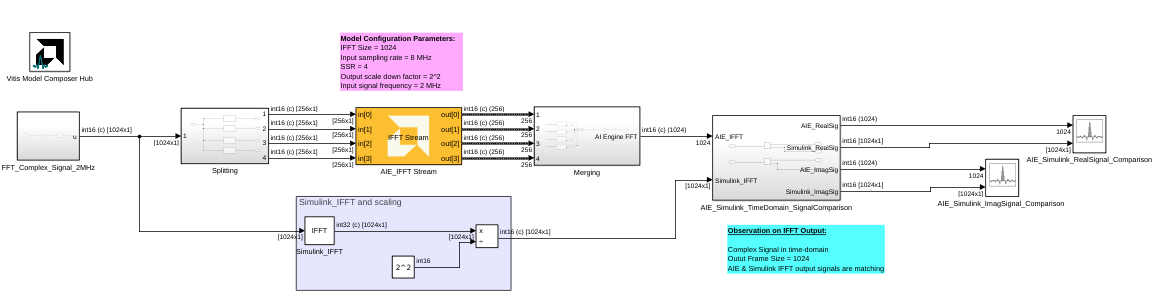 Model Configuration Parameters:
IFFT Size = 1024
Input sampling rate = 8 MHz
SSR = 4
Output scale down factor = 2^2
Input signal frequency = 2 MHz
Vitis Model Composer Hub
u
FFT_Complex_Signal_2MHz
int16 (c) [1024x1]
[1024x1]
1
1
2
3
4
Splitting
int16 (c) [256x1]
[256x1]
int16 (c) [256x1]
[256x1]
int16 (c) [256x1]
[256x1]
int16 (c) [256x1]
[256x1]
in[0]
in[1]
in[2]
in[3]
IFFT Stream
out[0]
out[1]
out[2]
out[3]
AIE_IFFT Stream
int16 (c) (256)
256
int16 (c) (256)
256
int16 (c) (256)
256
int16 (c) (256)
256
1
2
3
4
AI Engine FFT
Merging
int16 (c) (1024)
1024
AIE_IFFT
Simulink_IFFT
AIE_RealSig
Simulink_RealSig
AIE_ImagSig
Simulink_ImagSig
AIE_Simulink_TimeDomain_SignalComparison
int16 (1024)
1024
int16 [1024x1]
[1024x1]
AIE_Simulink_RealSignal_Comparison
int16 (1024)
1024
int16 [1024x1]
[1024x1]
AIE_Simulink_ImagSignal_Comparison
Simulink_IFFT and scaling
[1024x1]
IFFT
Simulink_IFFT
int32 (c) [1024x1]
[1024x1]
x
÷
2^2
int16
int16 (c) [1024x1]
[1024x1]
Observation on IFFT Output:
Complex Signal in time-domain
Outut Frame Size = 1024
AIE & Simulink IFFT output signals are matching